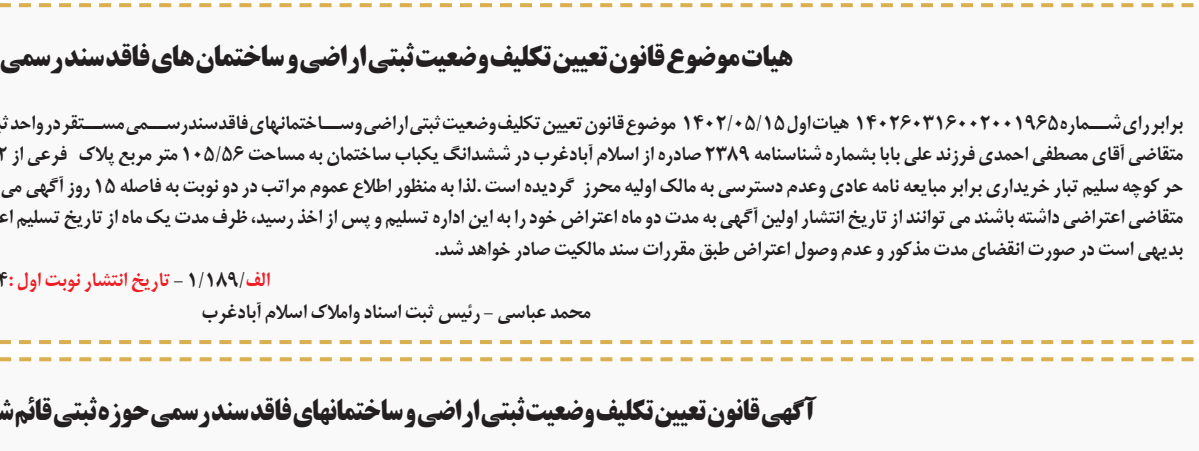 هیات موضوع قانون تعیین تکلیف وضعیت ثبتی اراضی و ساختمان های فاقد سند رسمی
برابر رای شماره ۱۴۰۲۶۰۳۱۶۰۰۲۰۰۱۹۶۵ هیات اول ۱۴۰۲/۰۵/۱۵ موضوع قانون تعیین تکلیف وضعیت ثبتی اراضی وساختمانهای فاقدسندرسمی مستقر در واحد
متقاضی آقای مصطفی احمدی فرزند علی بابا بشماره شناسنامه ۲۳۸۹ صادره از اسلام آبادغرب در ششدانگ یکباب ساختمان به مساحت ۱۰۵/۵۶ متر مربع پلاک فرعی از
حر کوچه سلیم تبار خریداری برابر مبایعه نامه عادی وعدم دسترسی به مالک اولیه محرز گردیده است .لذا به منظور اطلاع عموم مراتب در دو نوبت به فاصله ۱۵ روز آگهی می
متقاضی اعتراضی داشته باشند می توانند از تاریخ انتشار اولین آگهی به مدت دو ماه اعتراض خود را به این اداره تسلیم و پس از اخذ رسید، ظرف مدت یک ماه از تاریخ تسلیم
بدیهی است در صورت انقضای مدت مذکور و عدم وصول اعتراض طبق مقررات سند مالکیت صادر خواهد شد.
الف/۱/۱۸۹ - تاریخ انتشار نوبت اول :
محمد عباسی - رئیس ثبت اسناد واملاک اسلام آبادغرب
آگهی قانون تعیین تکلیف وضعیت ثبتی اراضی و ساختمانهای فاقد سند رسمی حوزه ثبتی